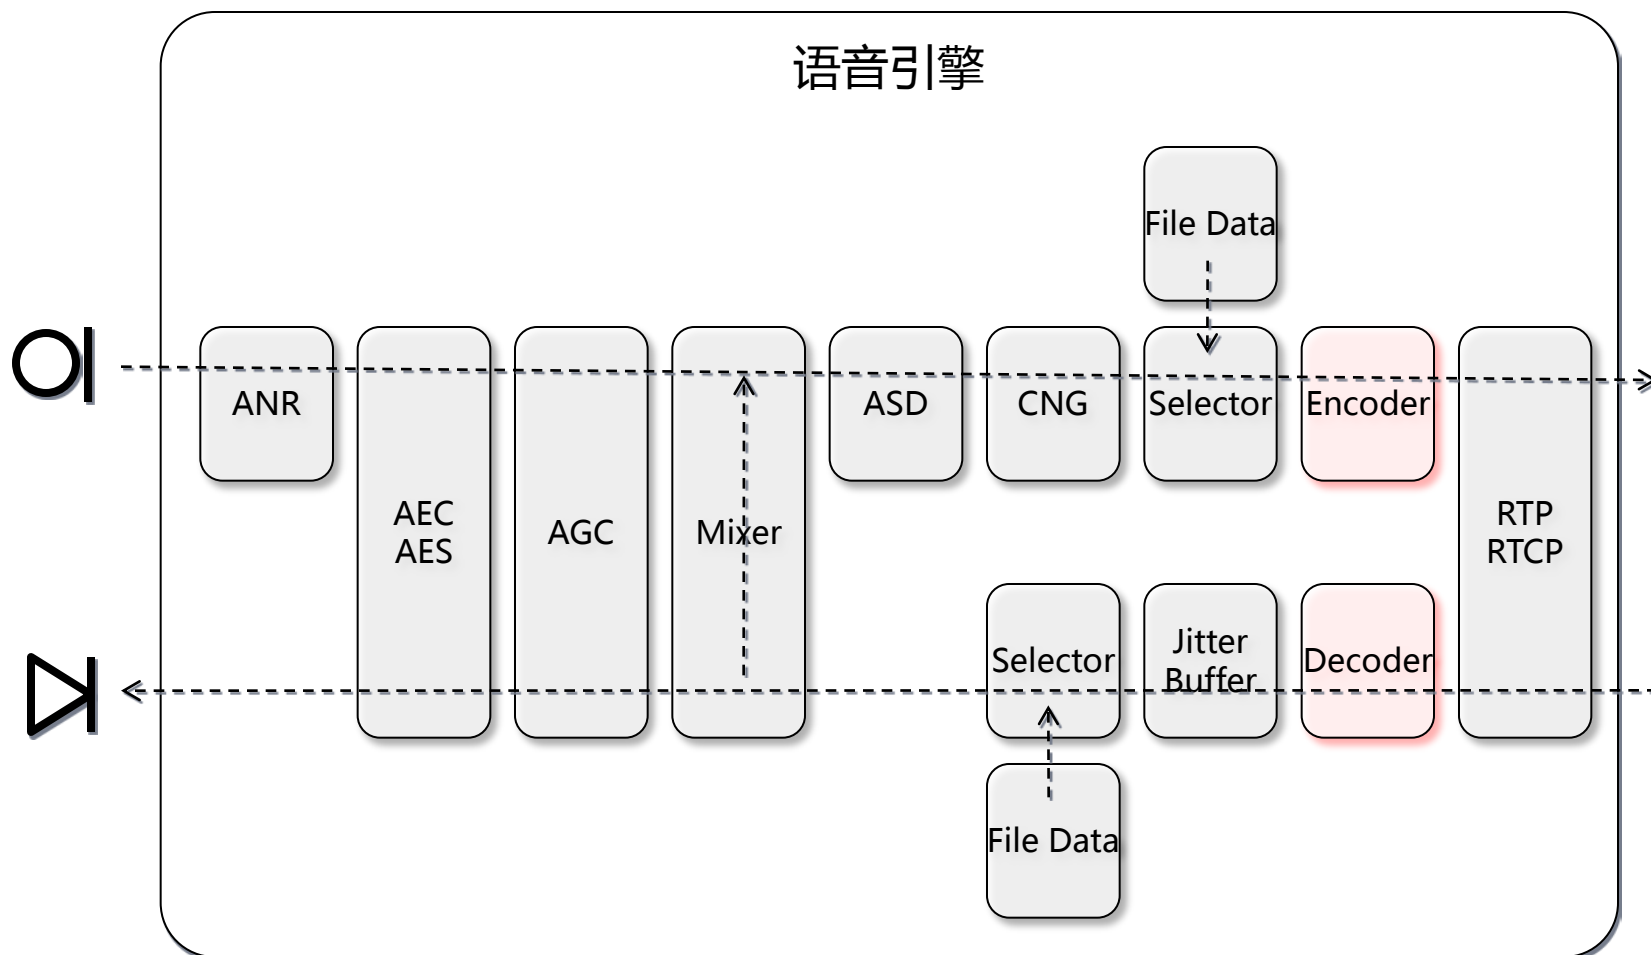 语音引擎
File Data
ANR
AEC
AES
AGC
Mixer
ASD
CNG
Selector
Encoder
RTP
RTCP
Selector
Jitter
Buffer
Decoder
File Data